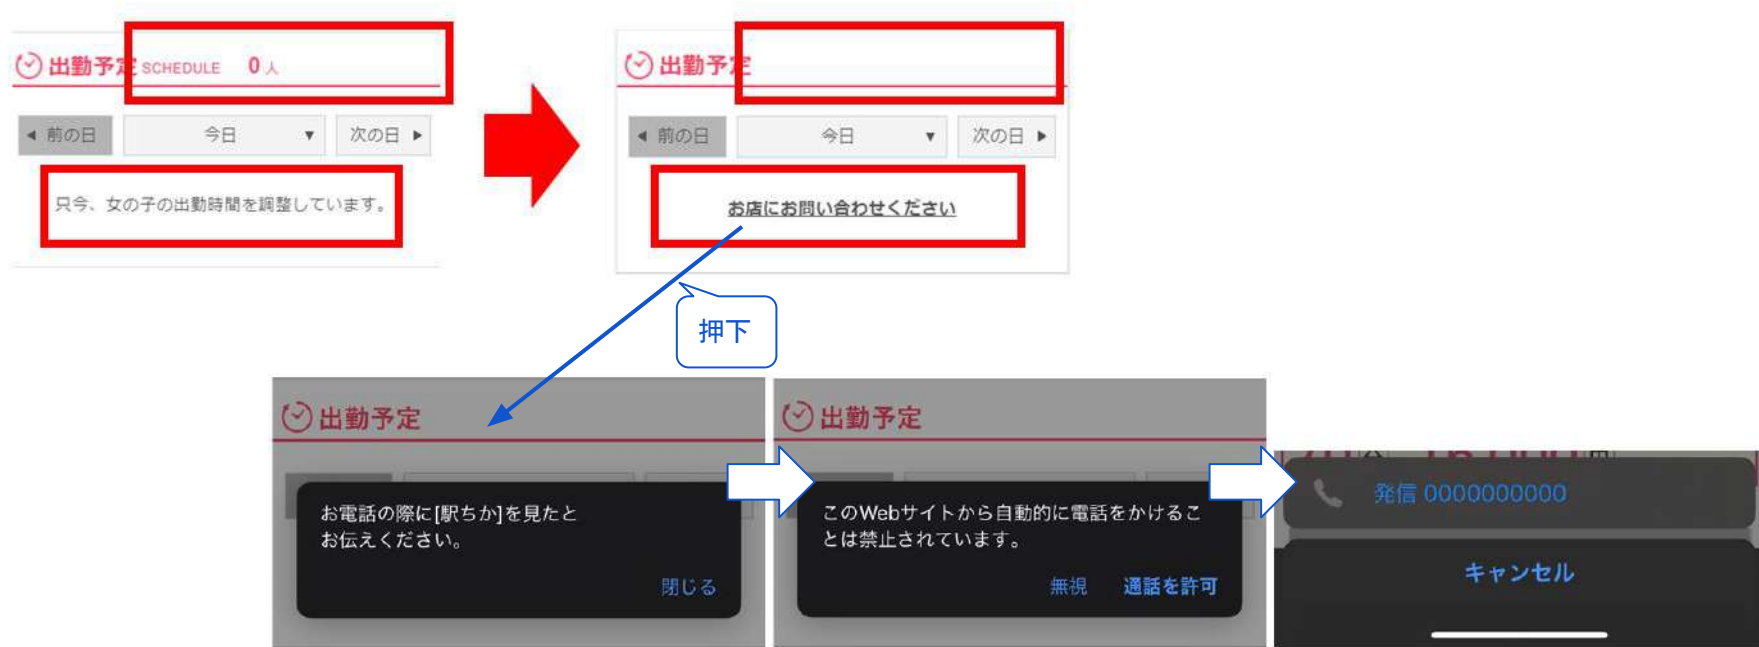 出勤予定 SCHEDULE 0人
◀ 前の日 今日 ▼ 次の日 ▶
只今、女の子の出勤時間を調整しています。
出勤予定
◀ 前の日 今日 ▼ 次の日 ▶
お店にお問い合わせください
押下
出勤予定
お電話の際に[駅ちか]を見たと
お伝えください。
閉じる
出勤予定
このWebサイトから自動的に電話をかけるこ
とは禁止されています。
無視 通話を許可
発信 0000000000
キャンセル